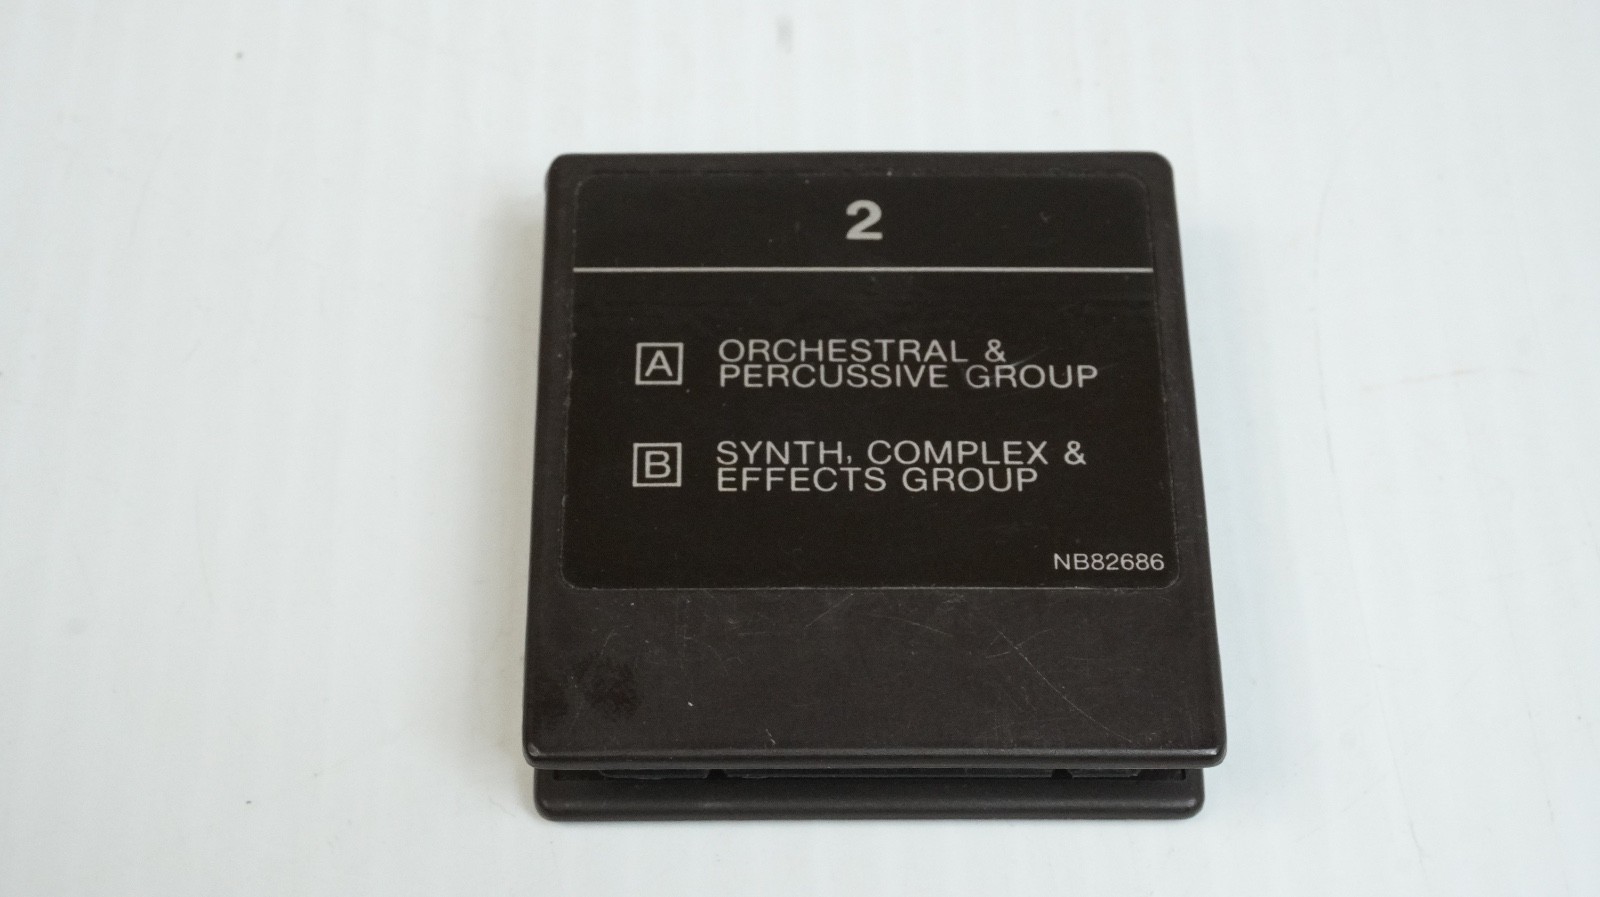 2
A ORCHESTRAL &
PERCUSSIVE GROUP
B SYNTH, COMPLEX &
EFFECTS GROUP
NB82686